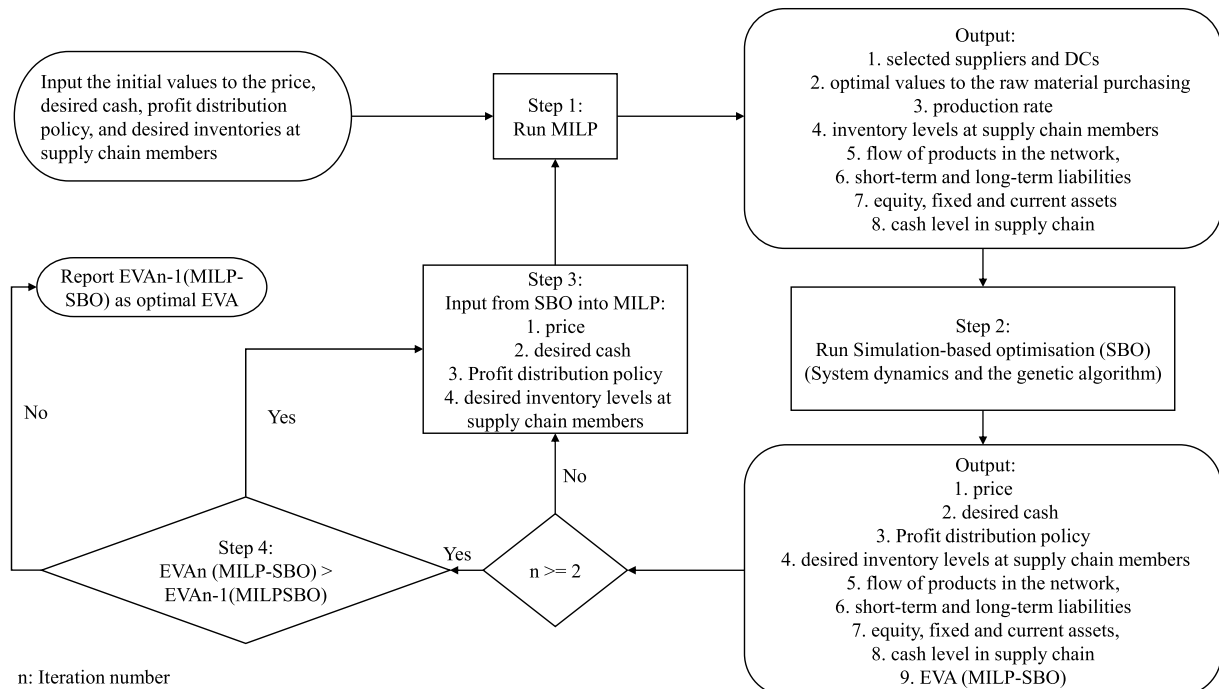 Input the initial values to the price,
desired cash, profit distribution
policy, and desired inventories at
supply chain members
Step 1:
Run MILP
Output:
1. selected suppliers and DCs
2. optimal values to the raw material purchasing
3. production rate
4. inventory levels at supply chain members
5. flow of products in the network,
6. short-term and long-term liabilities
7. equity, fixed and current assets
8. cash level in supply chain
Step 2:
Run Simulation-based optimisation (SBO)
(System dynamics and the genetic algorithm)
Output:
1. price
2. desired cash
3. Profit distribution policy
4. desired inventory levels at supply chain members
5. flow of products in the network,
6. short-term and long-term liabilities
7. equity, fixed and current assets,
8. cash level in supply chain
9. EVA (MILP-SBO)
n >= 2
No
Yes
Step 3:
Input from SBO into MILP:
1. price
2. desired cash
3. Profit distribution policy
4. desired inventory levels at
supply chain members
Step 4:
EVAn (MILP-SBO) >
EVAn-1(MILPSBO)
Yes
No
Report EVAn-1(MILP-
SBO) as optimal EVA
n: Iteration number